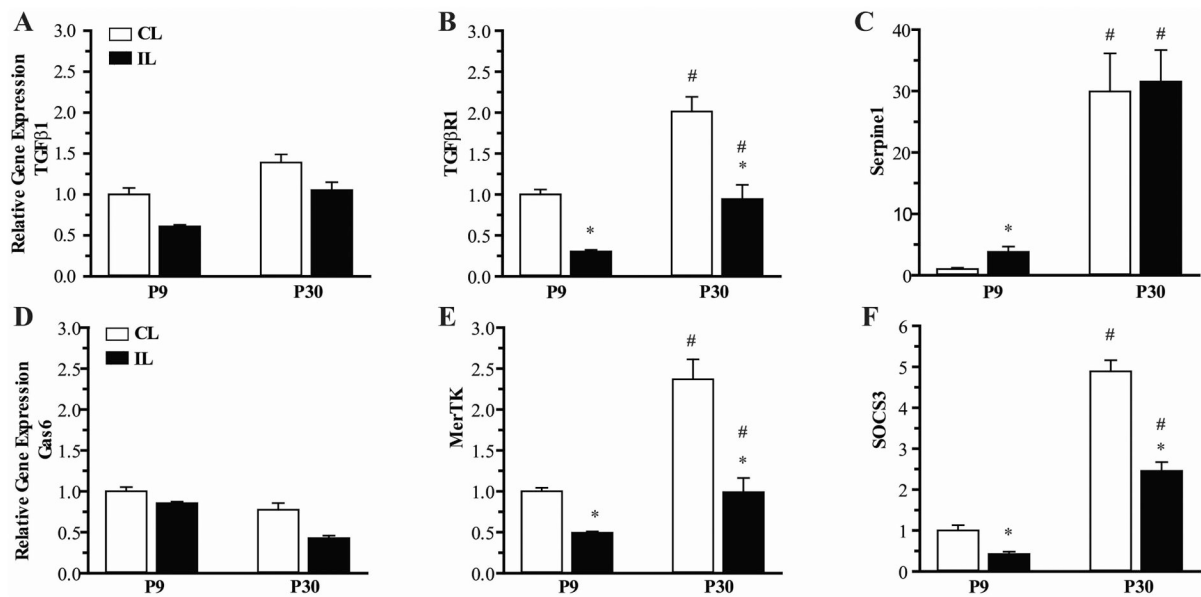 A
Relative Gene Expression
TGFβ1
3.0
2.5
2.0
1.5
1.0
0.5
0.0
CL
IL
P9
P30
B
TGFβR1
3.0
2.5
2.0
1.5
1.0
0.5
0.0
*
#
#
*
P9
P30
C
Serpine1
40
30
20
10
0
*
#
#
P9
P30
D
Relative Gene Expression
Gas6
3.0
2.5
2.0
1.5
1.0
0.5
0.0
CL
IL
P9
P30
E
MerTK
3.0
2.5
2.0
1.5
1.0
0.5
0.0
*
#
#
*
P9
P30
F
SOCS3
6
5
4
3
2
1
0
*
#
#
*
P9
P30